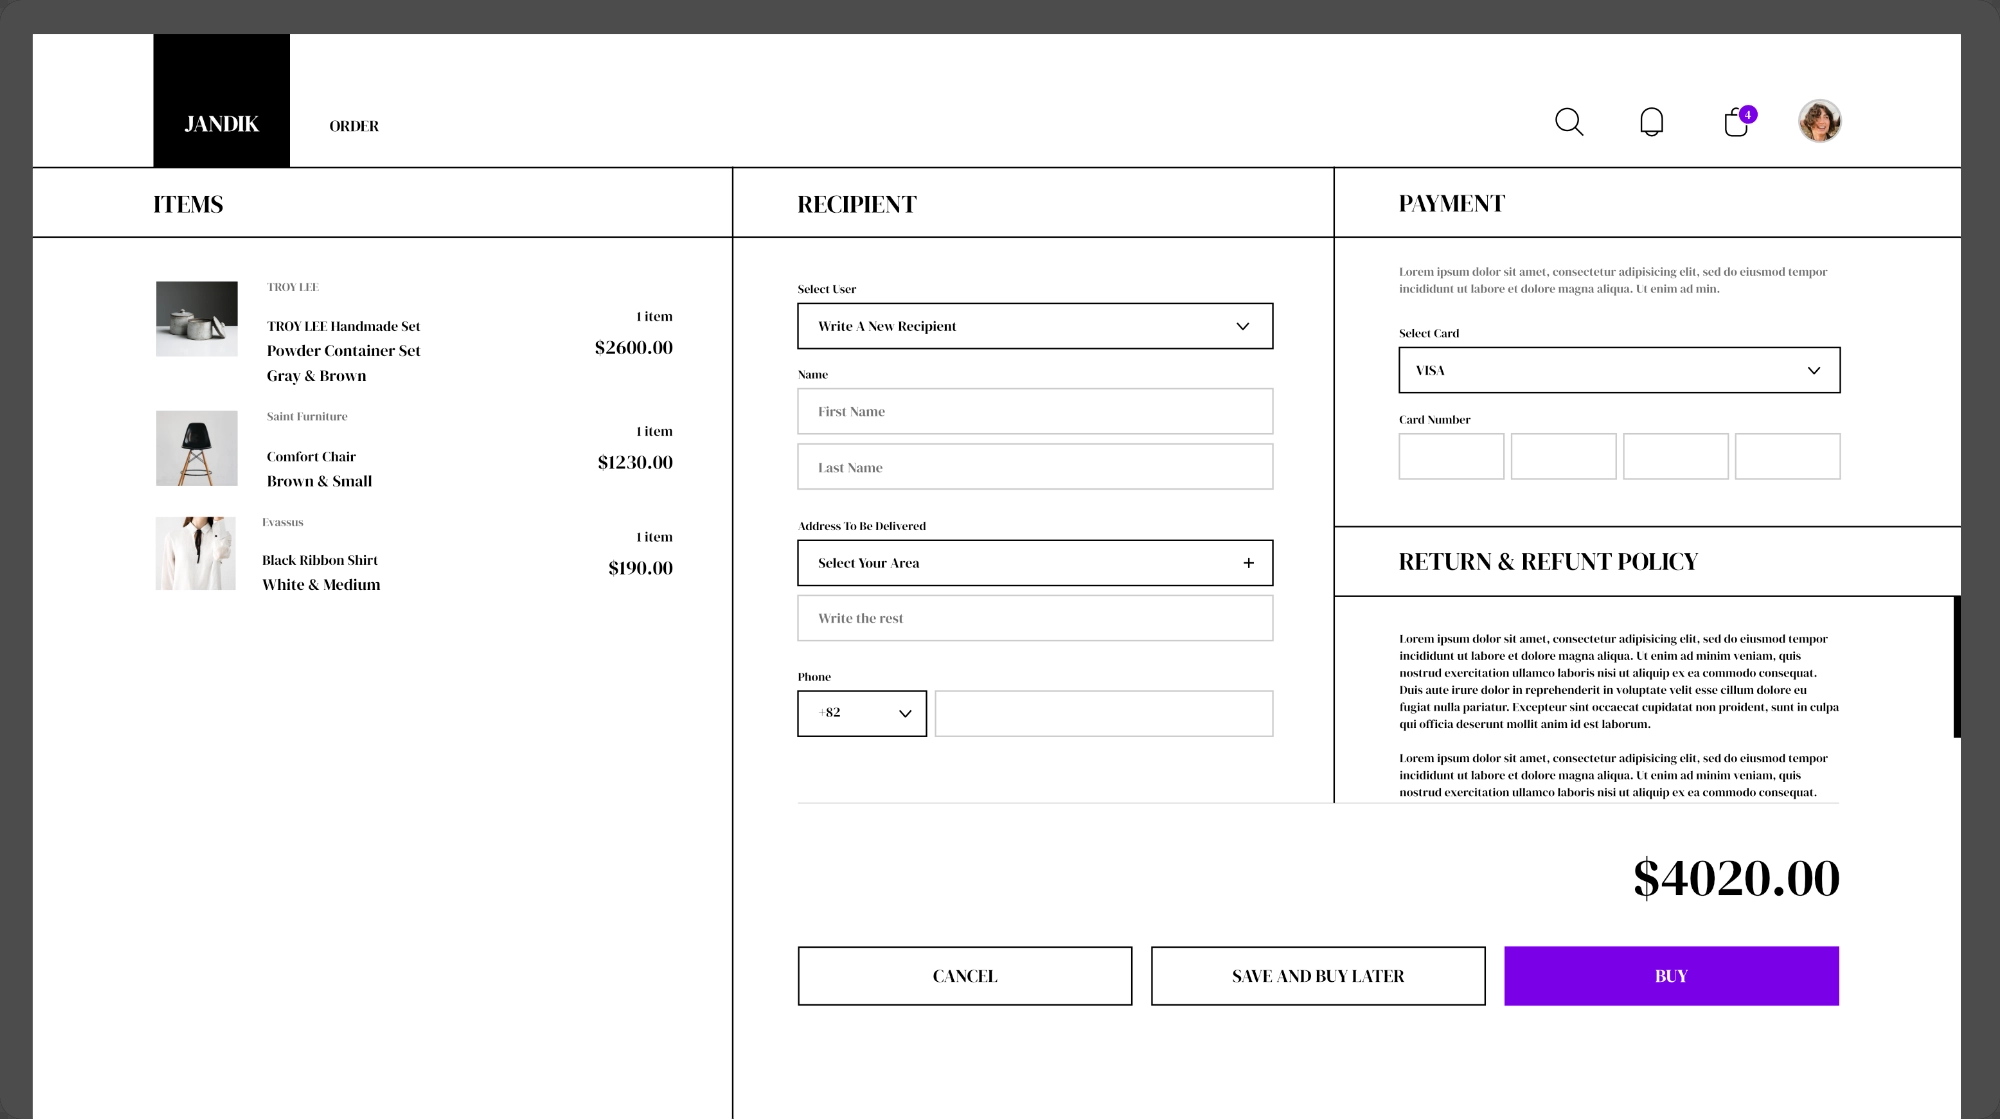 JANDIK
ORDER
4
ITEMS
TROY LEE
TROY LEE Handmade Set
Powder Container Set
Gray & Brown
1 item
$2600.00
Saint Furniture
Comfort Chair
Brown & Small
1 item
$1230.00
Evassus
Black Ribbon Shirt
White & Medium
1 item
$190.00
RECIPIENT
Select User
Write A New Recipient
Name
First Name
Last Name
Address To Be Delivered
Select Your Area
+
Write the rest
Phone
+82
PAYMENT
Lorem ipsum dolor sit amet, consectetur adipisicing elit, sed do eiusmod tempor
incididunt ut labore et dolore magna aliqua. Ut enim ad min.
Select Card
VISA
Card Number
RETURN & REFUNT POLICY
Lorem ipsum dolor sit amet, consectetur adipisicing elit, sed do eiusmod tempor
incididunt ut labore et dolore magna aliqua. Ut enim ad minim veniam, quis
nostrud exercitation ullamco laboris nisi ut aliquip ex ea commodo consequat.
Duis aute irure dolor in reprehenderit in voluptate velit esse cillum dolore eu
fugiat nulla pariatur. Excepteur sint occaecat cupidatat non proident, sunt in culpa
qui officia deserunt mollit anim id est laborum.
Lorem ipsum dolor sit amet, consectetur adipisicing elit, sed do eiusmod tempor
incididunt ut labore et dolore magna aliqua. Ut enim ad minim veniam, quis
nostrud exercitation ullamco laboris nisi ut aliquip ex ea commodo consequat.
$4020.00
CANCEL
SAVE AND BUY LATER
BUY